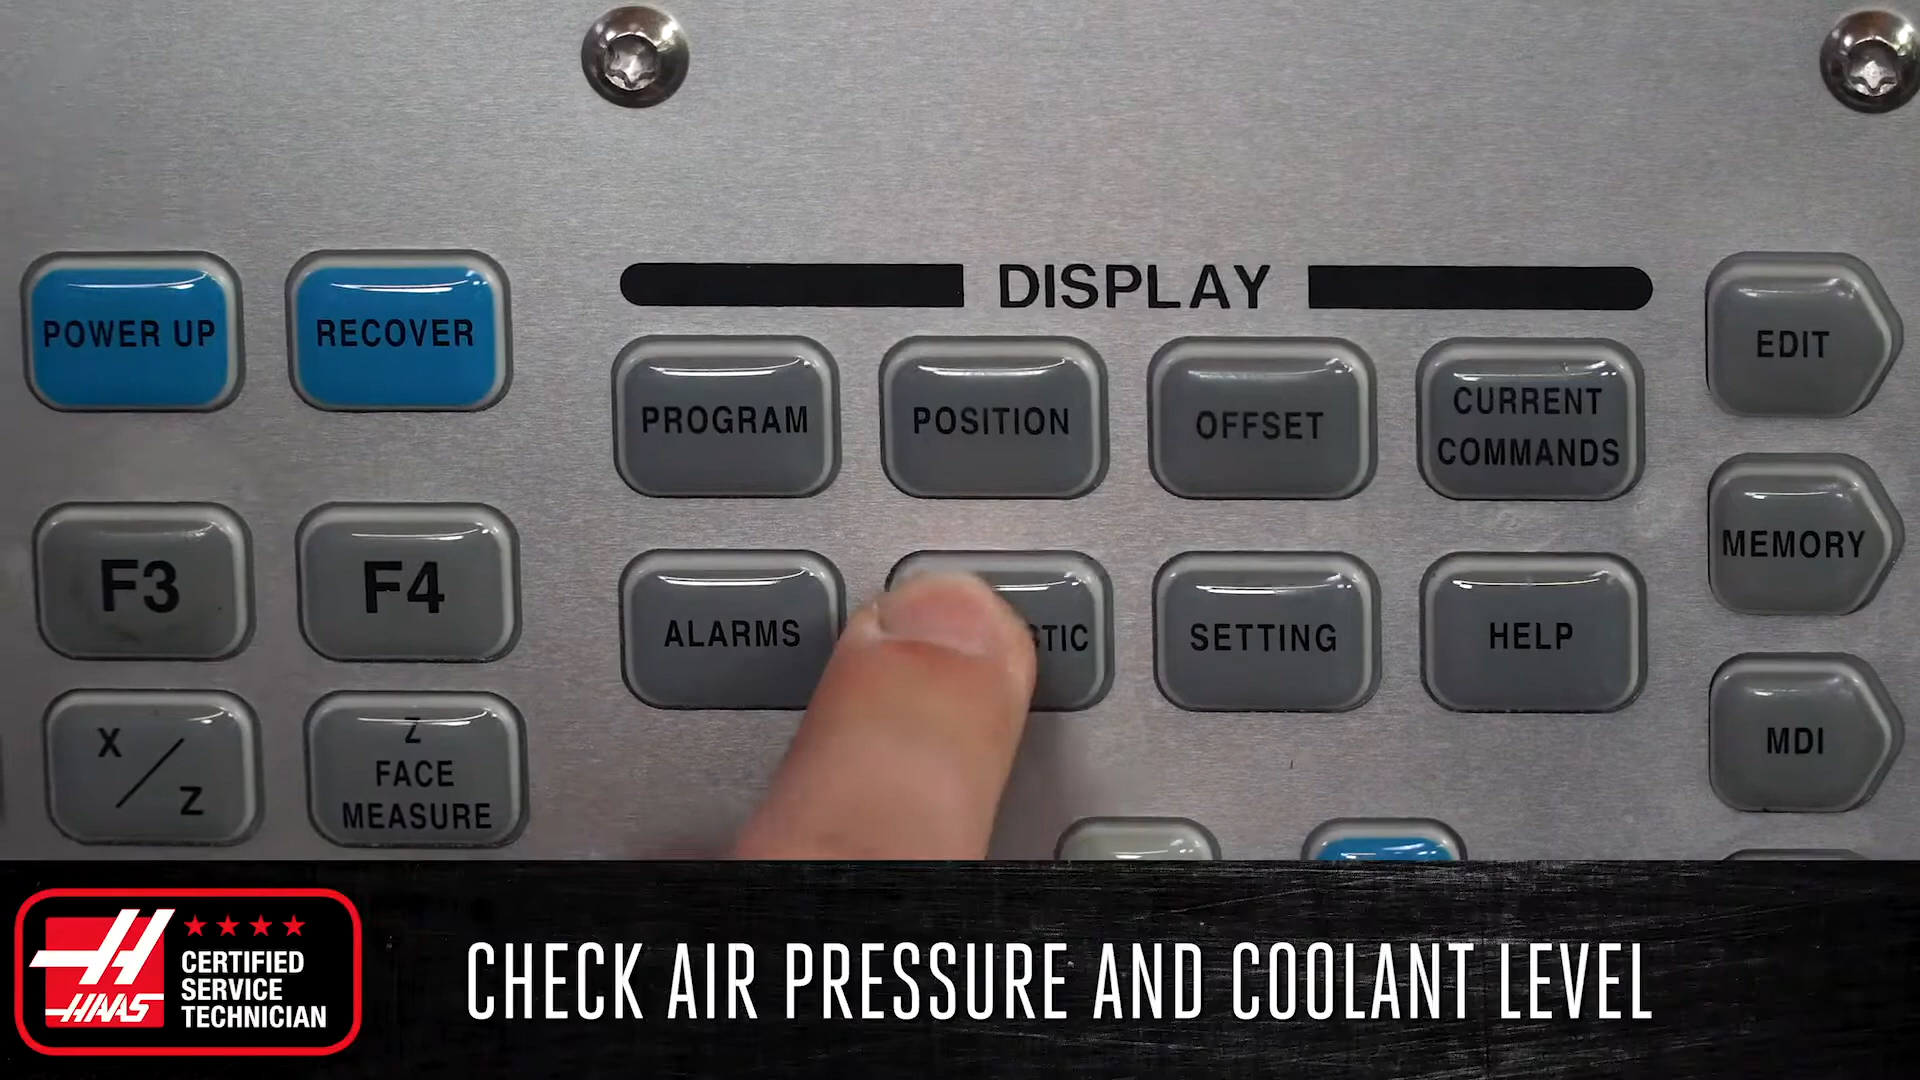 DISPLAY
POWER UP
RECOVER
EDIT
PROGRAM
POSITION
OFFSET
CURRENT
COMMANDS
MEMORY
F3
F4
ALARMS
CTIC
SETTING
HELP
MDI
X/Z
Z
FACE
MEASURE
HAAS
CERTIFIED
SERVICE
TECHNICIAN
CHECK AIR PRESSURE AND COOLANT LEVEL